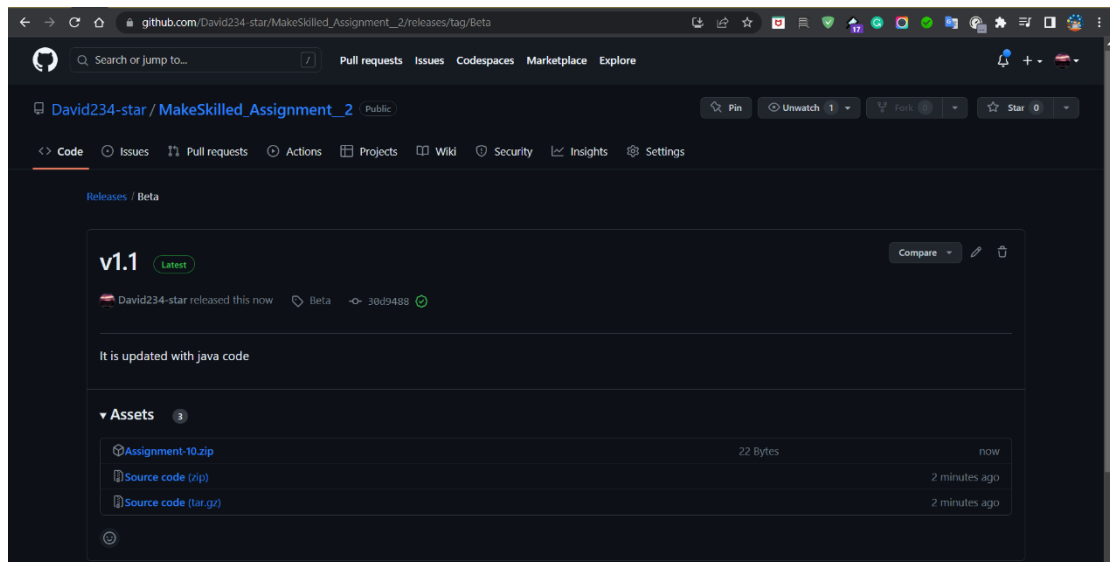 github.com/David234-star/MakeSkilled_Assignment__2/releases/tag/Beta
17
Search or jump to... / Pull requests Issues Codespaces Marketplace Explore
David234-star / MakeSkilled_Assignment__2 Public Pin Unwatch 1 Fork 0 Star 0
<> Code Issues Pull requests Actions Projects Wiki Security Insights Settings
Releases / Beta
v1.1 Latest Compare
David234-star released this now Beta 30d9488
It is updated with java code
Assets 3
Assignment-10.zip 22 Bytes now
Source code (zip) 2 minutes ago
Source code (tar.gz) 2 minutes ago